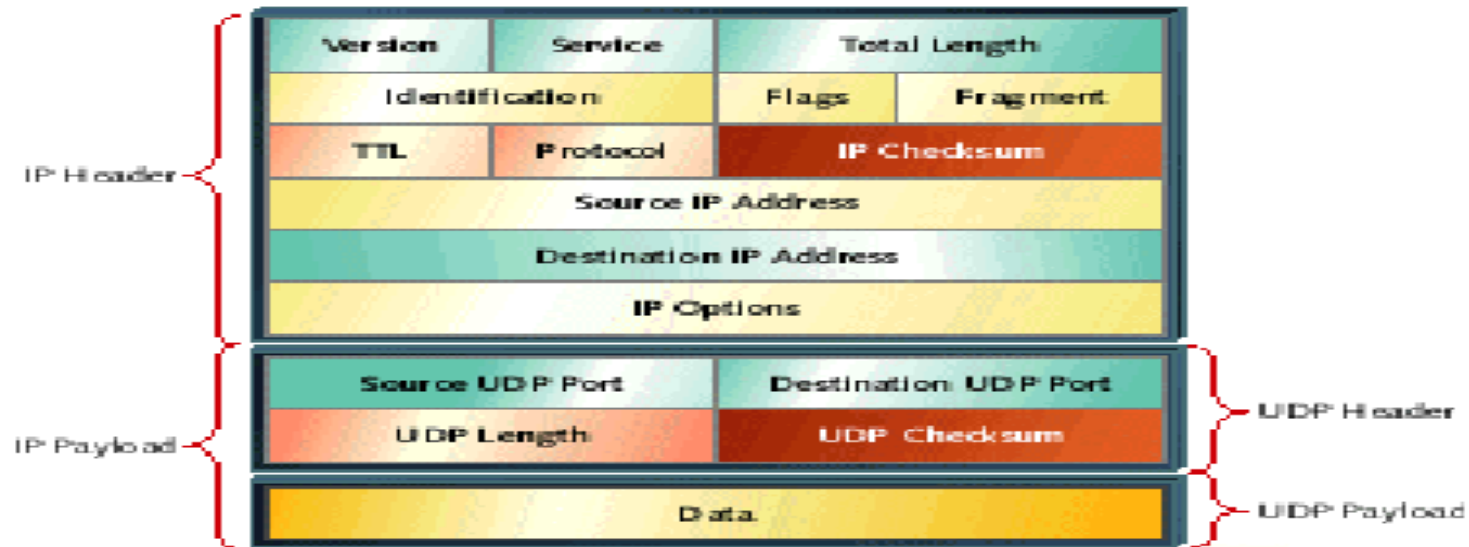 Version Service Total Length
Identification Flags Fragment
TTL Protocol IP Checksum
IP Header
Source IP Address
Destination IP Address
IP Options
Source UDP Port Destination UDP Port
UDP Header
UDP Length UDP Checksum
IP Payload
Data
UDP Payload